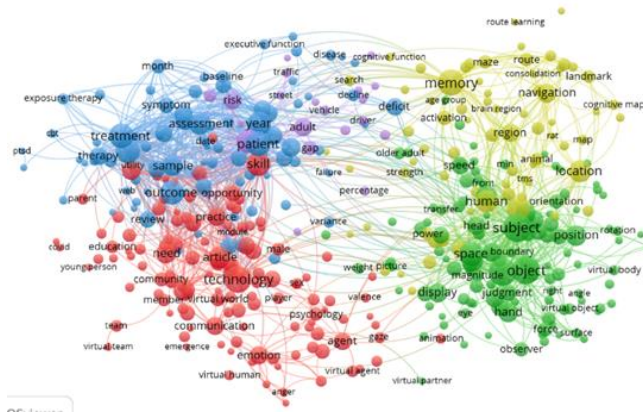 route learning
executive function
disease
cognitive function
maze
route
month
baseline
traffic
search
memory
consolidation
landmark
exposure therapy
symptom
risk
street
decline
age group
brain region
navigation
cognitive map
vehicle
deficit
activation
treatment
assessment
year
adult
driver
region
rat
map
cbt
date
patient
gap
older adult
min
animal
ptsd
therapy
sample
skill
speed
location
utility
failure
strength
from
tms
parent
web
outcome
opportunity
percentage
human
orientation
review
practice
variance
transfer
head
subject
rotation
covid
education
module
male
power
position
need
article
space
boundary
young person
weight
picture
object
virtual body
community
technology
magnitude
member
virtual world
sex
player
valence
display
judgment
right
angle
virtual object
team
communication
psychology
eye
hand
virtual team
emergence
agent
gaze
animation
force
surface
emotion
observer
virtual human
virtual agent
virtual partner
anger